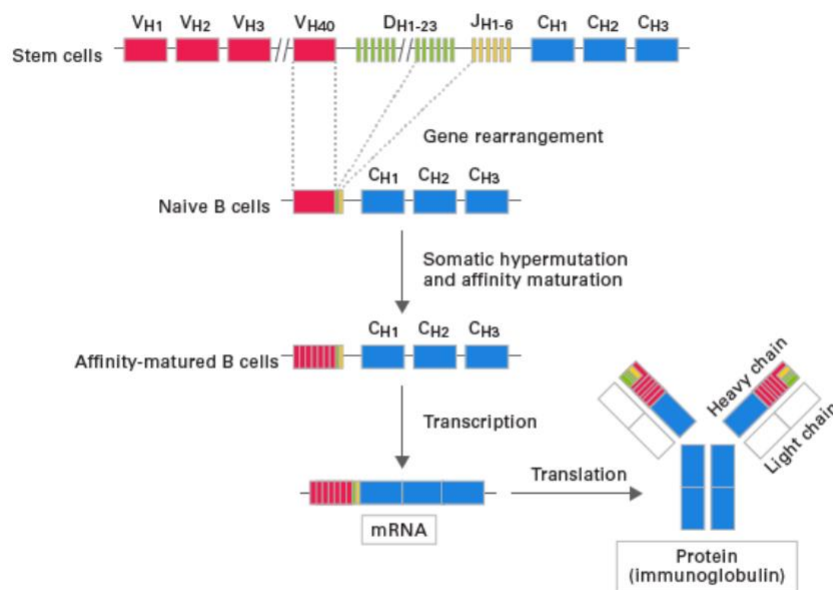 VH1 VH2 VH3 VH40 DH1-23 JH1-6 CH1 CH2 CH3
Stem cells
Gene rearrangement
CH1 CH2 CH3
Naive B cells
Somatic hypermutation
and affinity maturation
CH1 CH2 CH3
Affinity-matured B cells
Heavy chain
Light chain
Transcription
Translation
mRNA
Protein
(immunoglobulin)